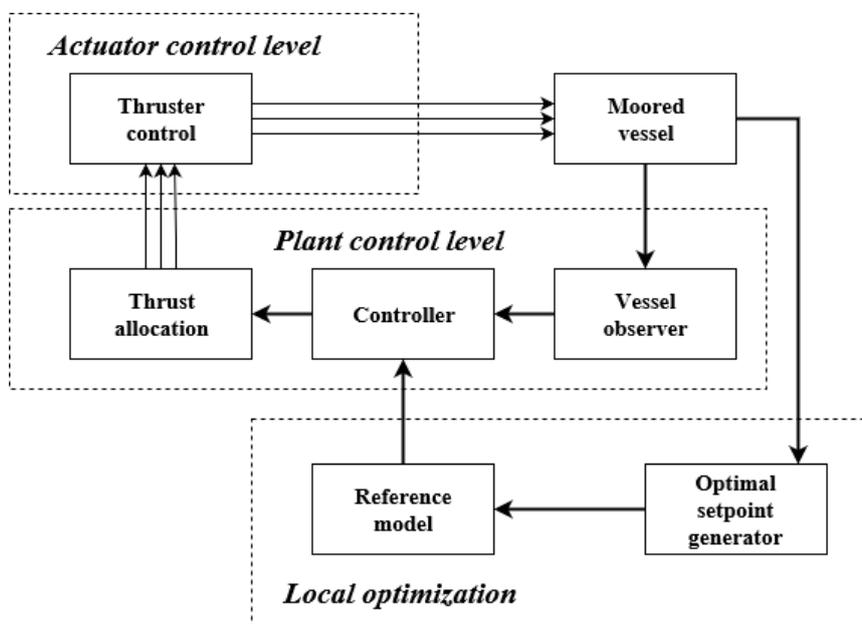 Actuator control level
Thruster
control
Moored
vessel
Plant control level
Thrust
allocation
Controller
Vessel
observer
Reference
model
Optimal
setpoint
generator
Local optimization